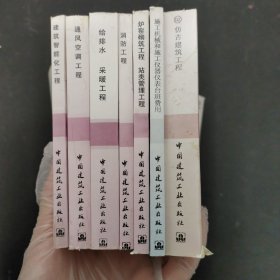 建筑智能化工程
中国建筑工业出版社
通风空调工程
中国建筑工业出版社
给排水 采暖工程
中国建筑工业出版社
消防工程
中国建筑工业出版社
炉窑砌筑工程 站类管理工程
中国建筑工业出版社
施工机械和施工仪器仪表台班费用
中国建筑工业出版社
仿古建筑工程
中国建筑工业出版社